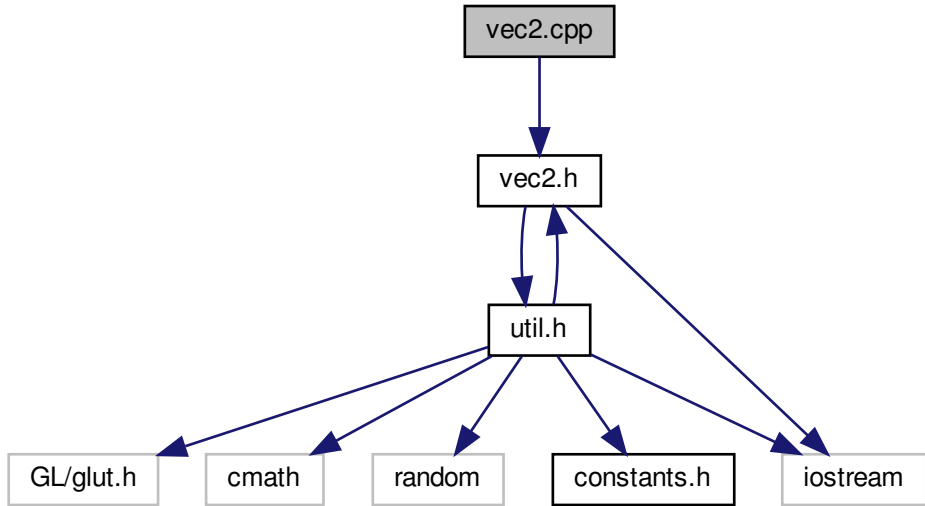 vec2.cpp
vec2.h
util.h
GL/glut.h
cmath
random
constants.h
iostream